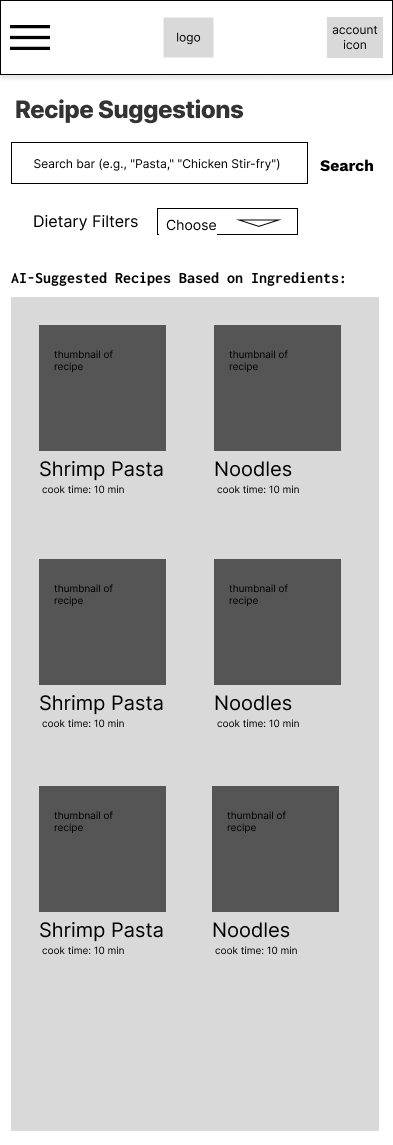 logo
account
icon
Recipe Suggestions
Search bar (e.g., "Pasta," "Chicken Stir-fry")
Search
Dietary Filters
Choose
AI-Suggested Recipes Based on Ingredients:
thumbnail of
recipe
thumbnail of
recipe
Shrimp Pasta
Noodles
cook time: 10 min
cook time: 10 min
thumbnail of
recipe
thumbnail of
recipe
Shrimp Pasta
Noodles
cook time: 10 min
cook time: 10 min
thumbnail of
recipe
thumbnail of
recipe
Shrimp Pasta
Noodles
cook time: 10 min
cook time: 10 min